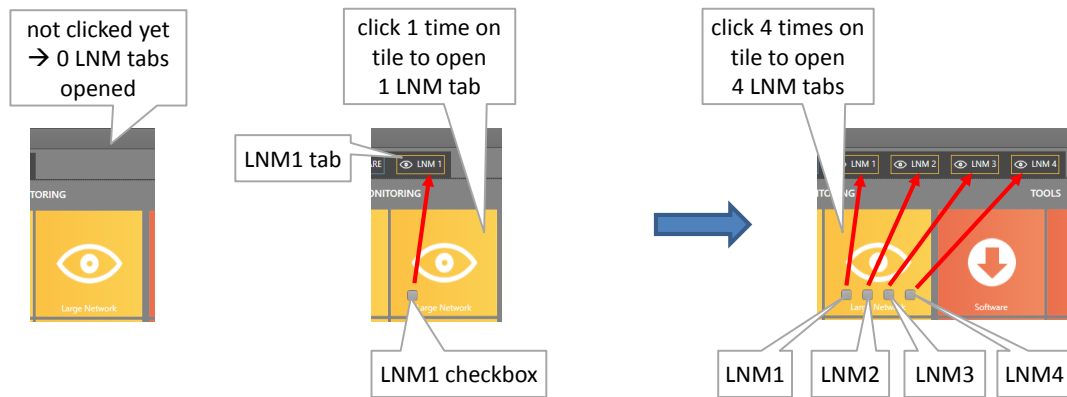 not clicked yet
→ 0 LNM tabs
opened
click 1 time on
tile to open
1 LNM tab
click 4 times on
tile to open
4 LNM tabs
LNM1 tab
ARE
LNM 1
LNM 1
LNM 2
LNM 3
LNM 4
TORING
ONITORING
ITORING
TOOLS
Large Network
arge Network
Large Network
Software
LNM1 checkbox
LNM1
LNM2
LNM3
LNM4